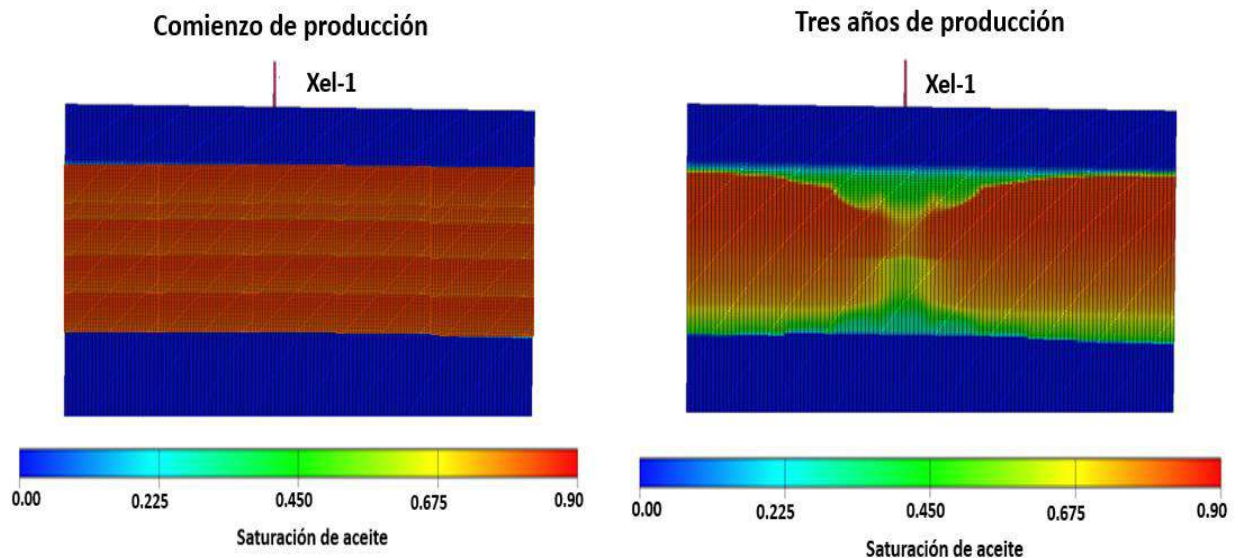 Comienzo de producción
Xel-1
0.00 0.225 0.450 0.675 0.90
Saturación de aceite
Tres años de producción
Xel-1
0.00 0.225 0.450 0.675 0.90
Saturación de aceite